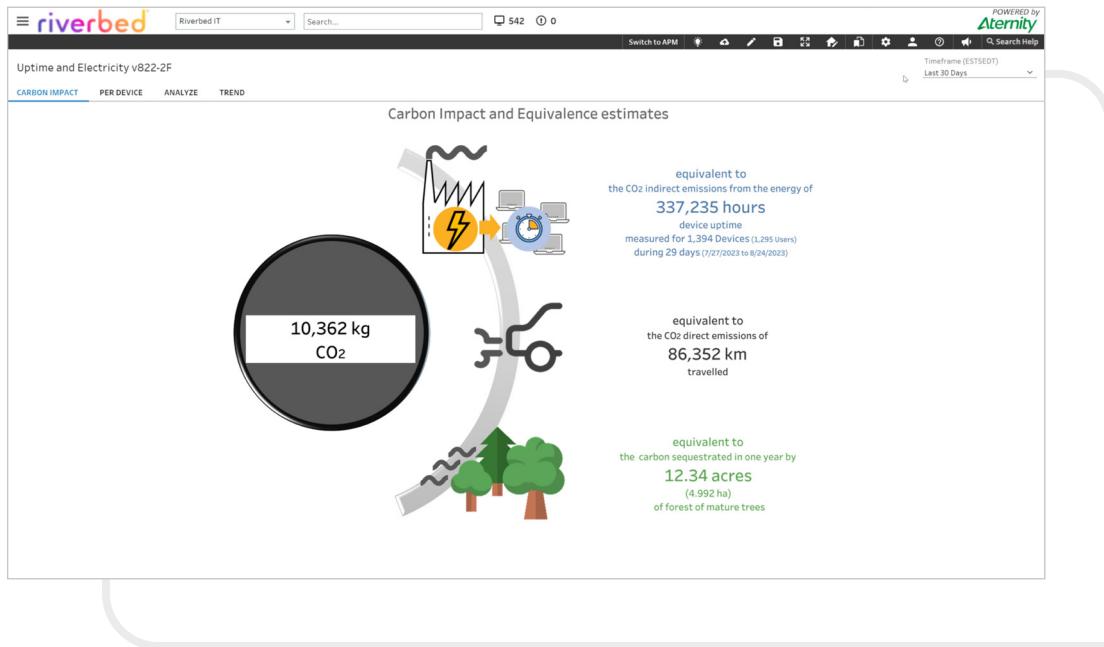 riverbed
Riverbed IT
Search...
542
0
POWERED by
Aternity
Switch to APM
Search Help
Uptime and Electricity v822-2F
Timeframe (ESTSEDT)
Last 30 Days
CARBON IMPACT PER DEVICE ANALYZE TREND
Carbon Impact and Equivalence estimates
10,362 kg
CO2
equivalent to
the CO2 indirect emissions from the energy of
337,235 hours
device uptime
measured for 1,394 Devices (1,295 Users)
during 29 days (7/27/2023 to 8/24/2023)
equivalent to
the CO2 direct emissions of
86,352 km
travelled
equivalent to
the carbon sequestrated in one year by
12.34 acres
(4.992 ha)
of forest of mature trees